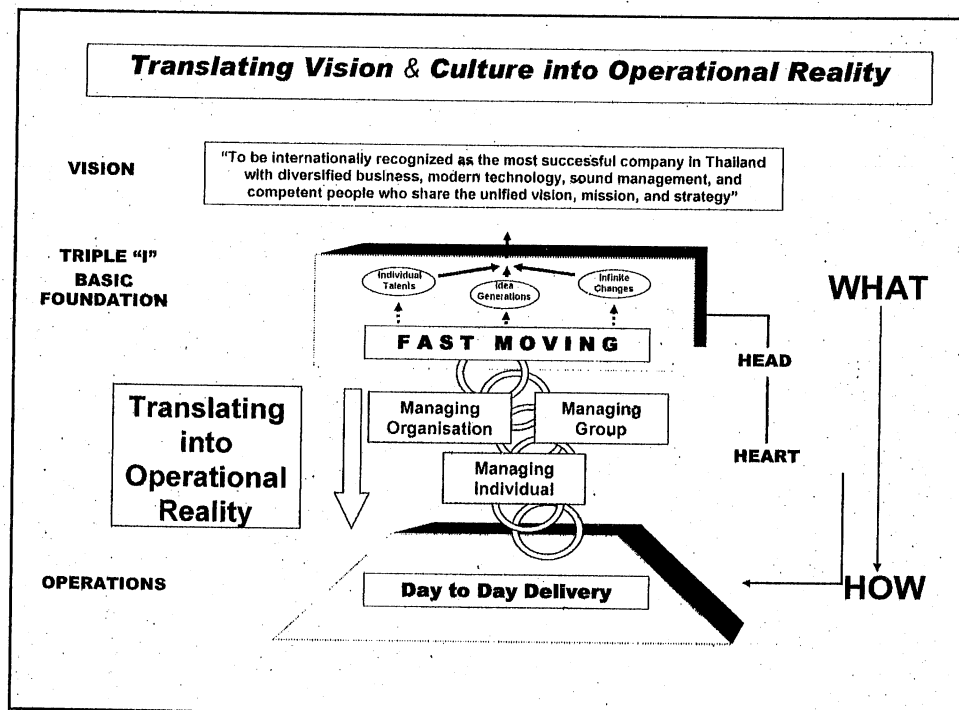 Translating Vision & Culture into Operational Reality
VISION
"To be internationally recognized as the most successful company in Thailand
with diversified business, modern technology, sound management, and
competent people who share the unified vision, mission, and strategy"
TRIPLE "I"
BASIC
FOUNDATION
Individual
Talents
Idea
Generations
Infinite
Changes
FAST MOVING
WHAT
HEAD
Translating
into
Operational
Reality
Managing
Organisation
Managing
Group
Managing
Individual
HEART
OPERATIONS
Day to Day Delivery
HOW